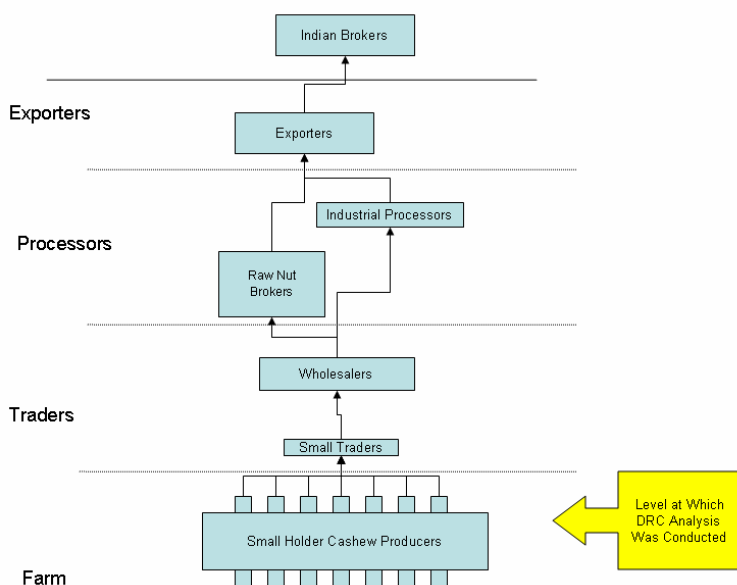 Indian Brokers
Exporters
Exporters
Industrial Processors
Processors
Raw Nut
Brokers
Wholesalers
Traders
Small Traders
Level at Which
DRC Analysis
Was Conducted
Small Holder Cashew Producers
Farm